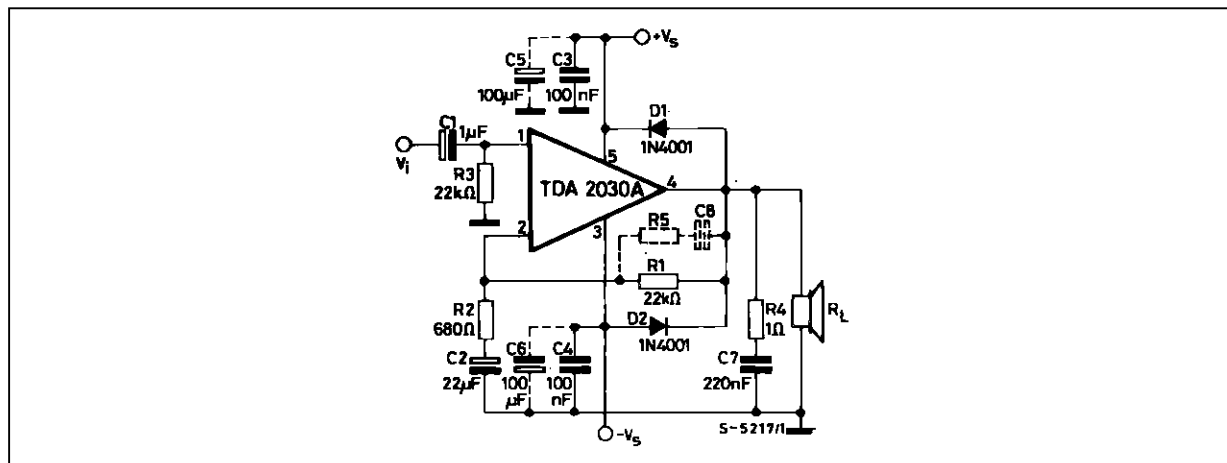 +Vs
C5
C3
100µF
100 nF
D1
1N4001
C1
1µF
Vi
1
5
R3
22kΩ
TDA 2030A
4
2
3
R5
C8
R1
22kΩ
R2
680Ω
D2
1N4001
R4
1Ω
RL
C2
22µF
C6
100
µF
C4
100
nF
C7
220nF
S-5217/1
-Vs